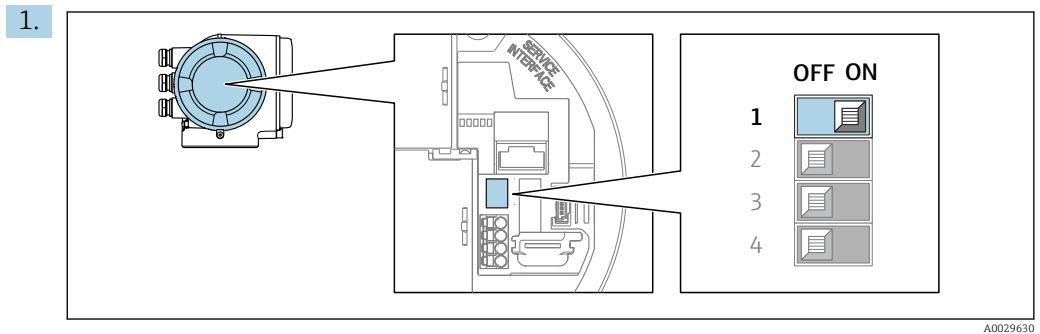 1.
SERVICE
INTERFACE
OFF ON
1
2
3
4
A0029630